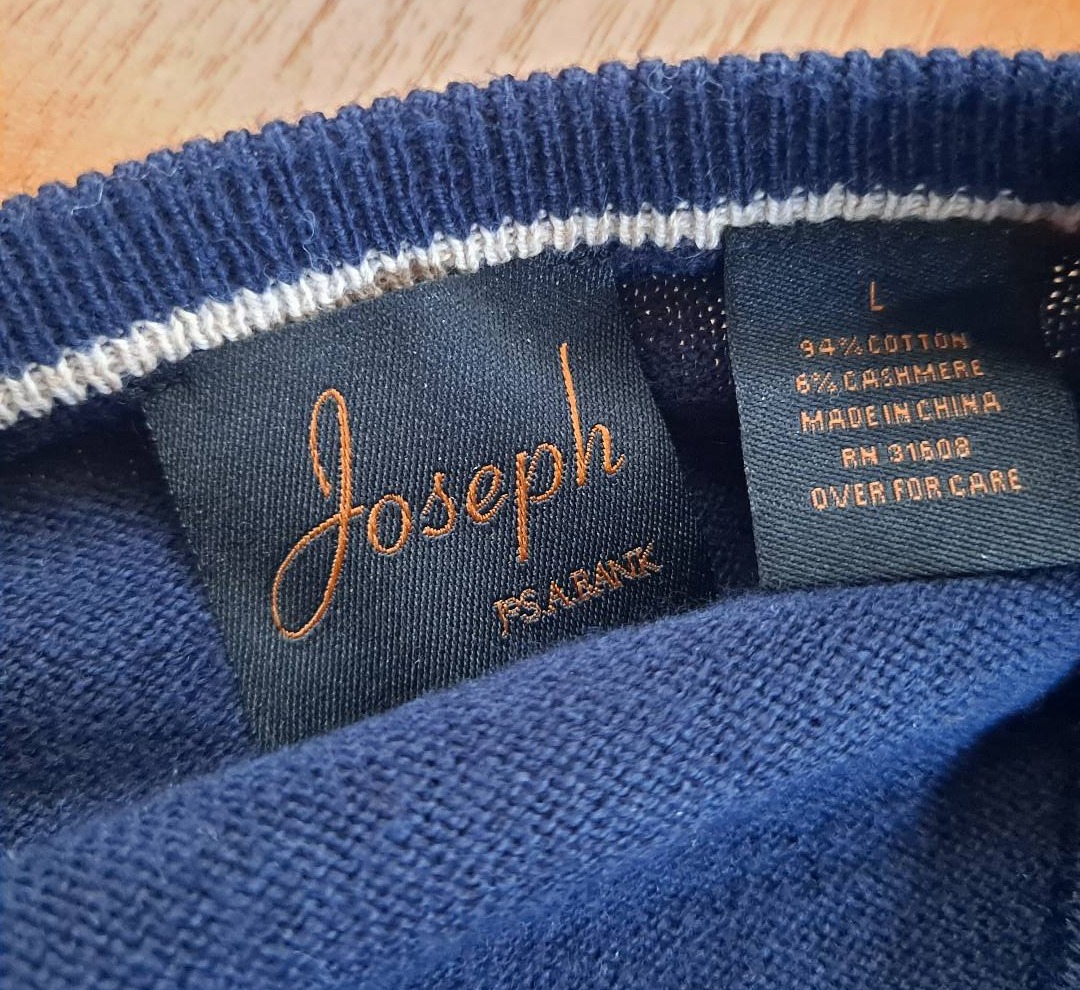 Joseph
JOS.A.BANK
L
94% COTTON
6% CASHMERE
MADE IN CHINA
RN 31608
OVER FOR CARE